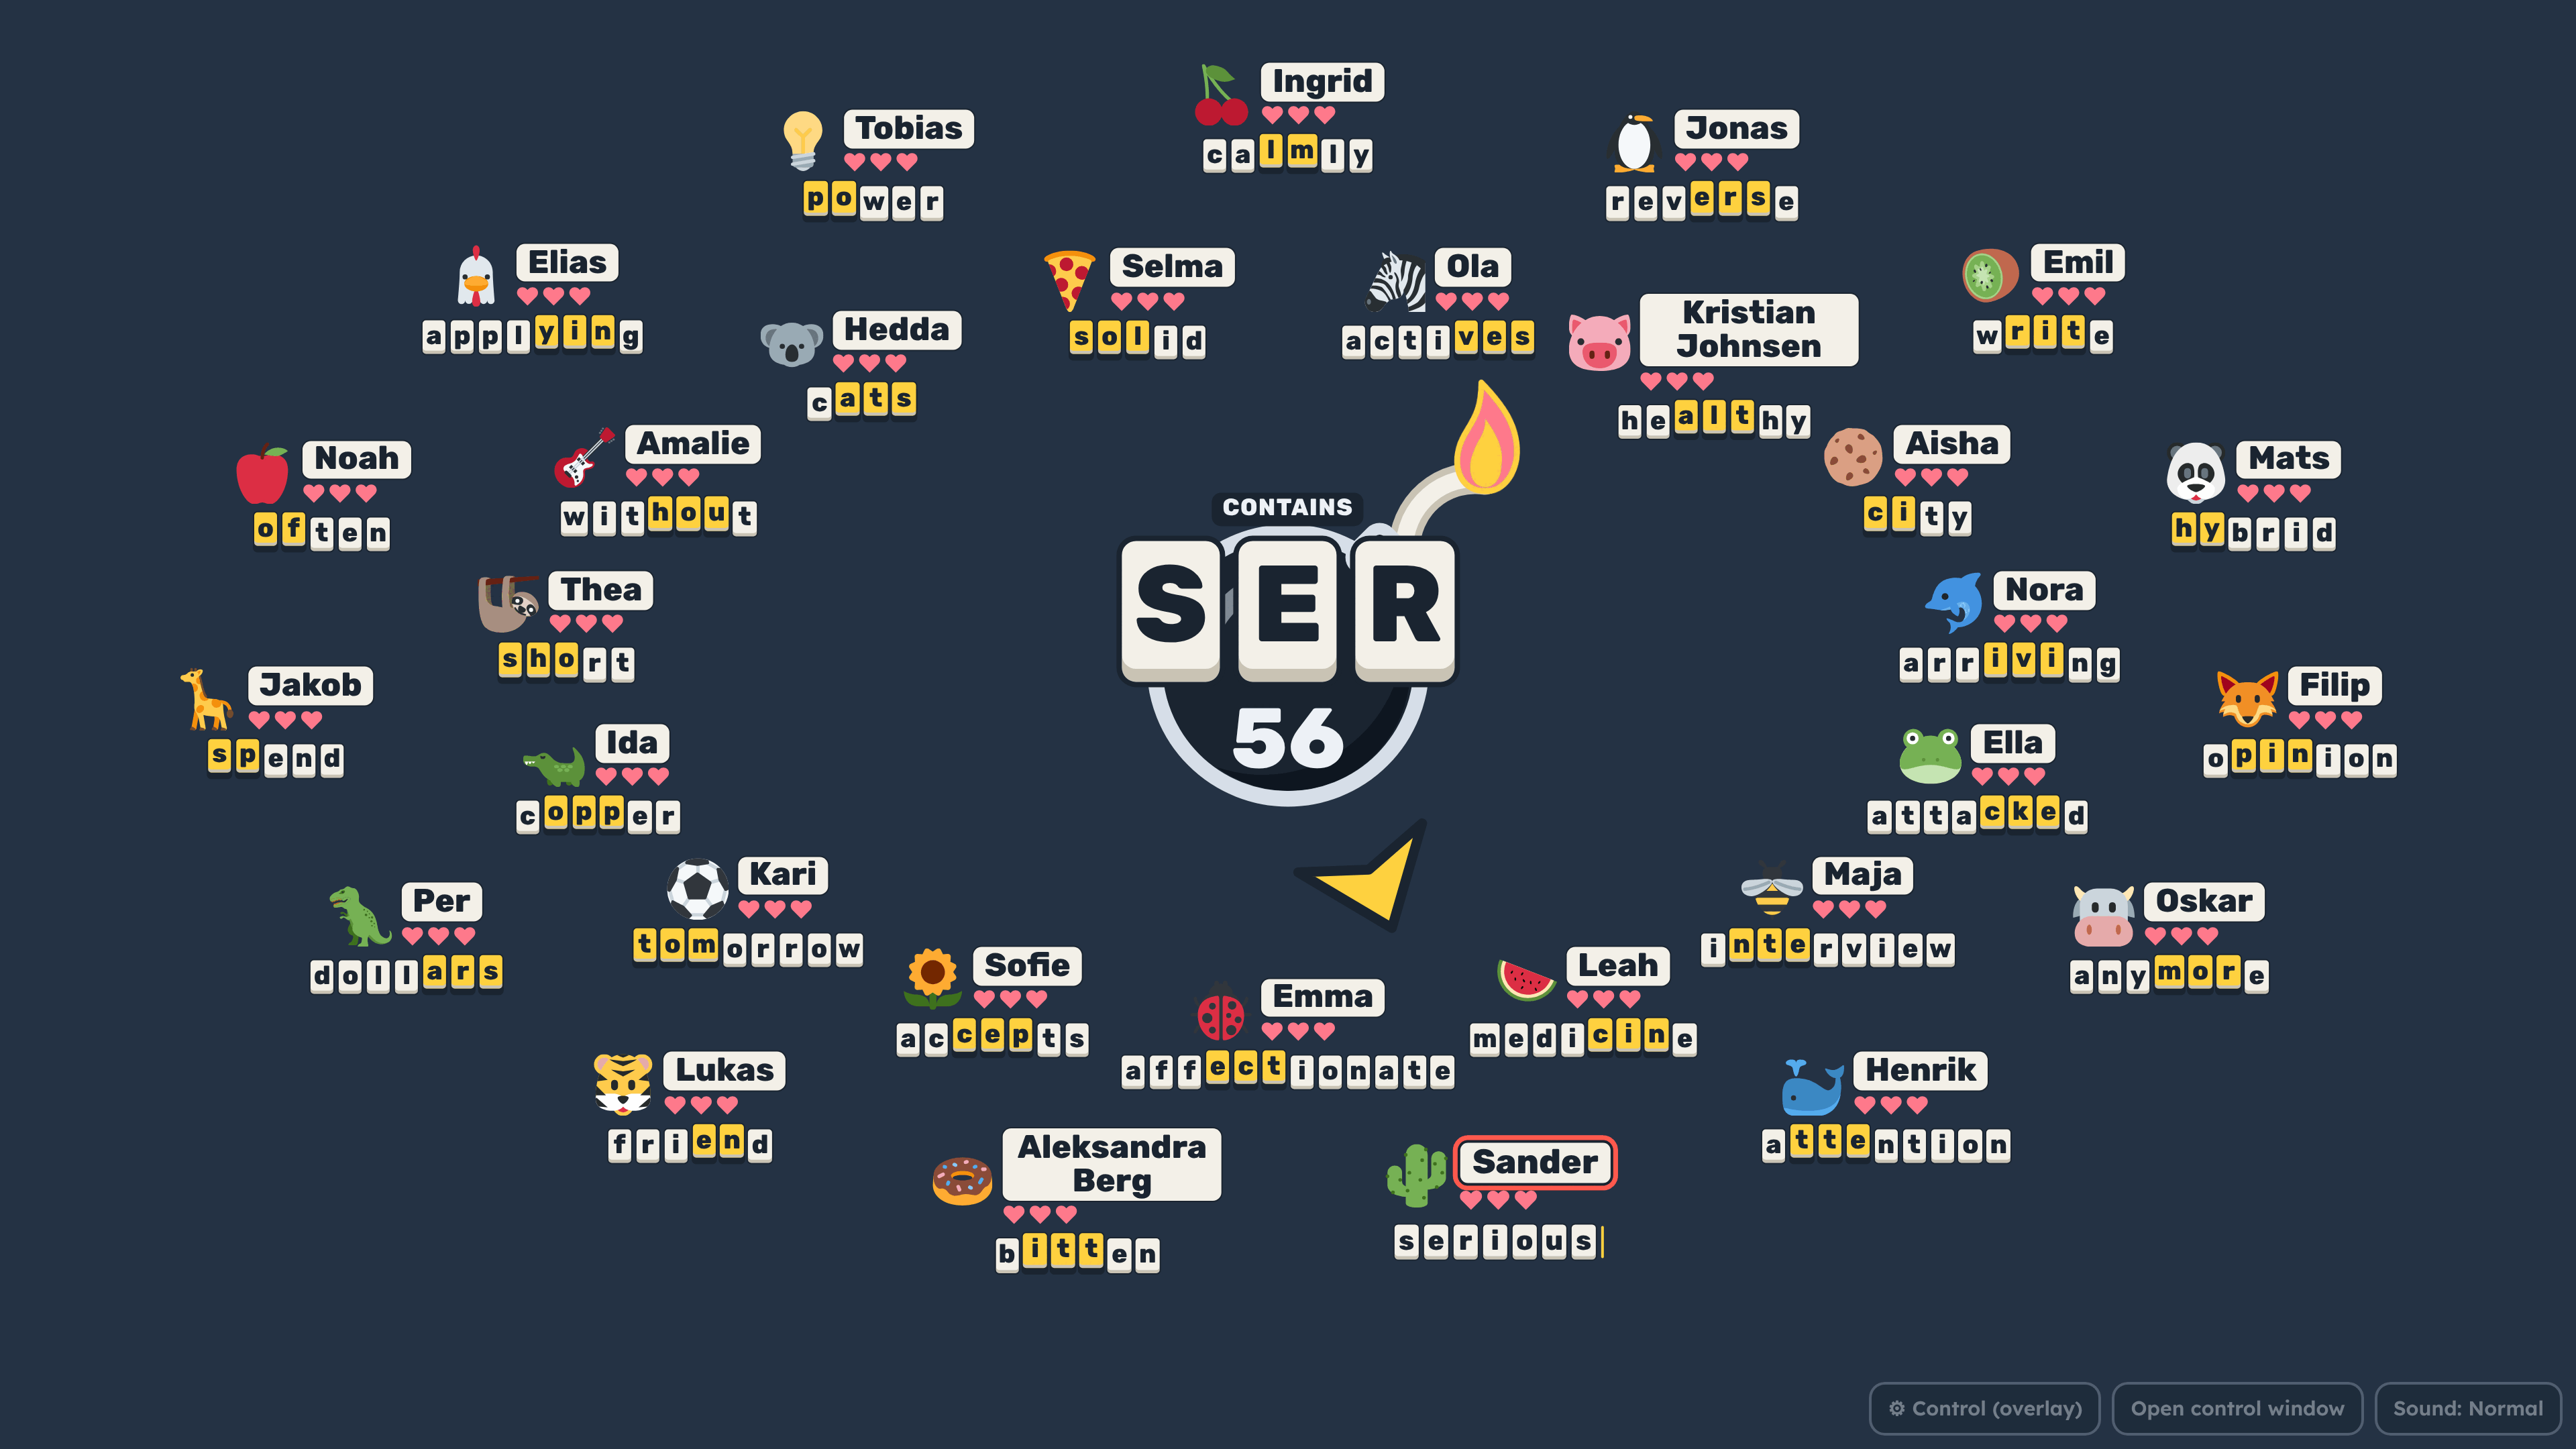 Ingrid
calmly
Tobias
power
Jonas
reverse
Elias
applying
Selma
solid
Ola
actives
Emil
write
Hedda
cats
Kristian
Johnsen
healthy
Noah
often
Amalie
without
Aisha
city
Mats
hybrid
CONTAINS
SER
56
Thea
short
Nora
arriving
Jakob
spend
Filip
opinion
Ida
copper
Ella
attacked
Per
dollars
Kari
tomorrow
Maja
interview
Oskar
anymore
Sofie
accepts
Emma
affectionate
Leah
medicine
Lukas
friend
Henrik
attention
Aleksandra
Berg
bitten
Sander
serious
⚙ Control (overlay)
Open control window
Sound: Normal